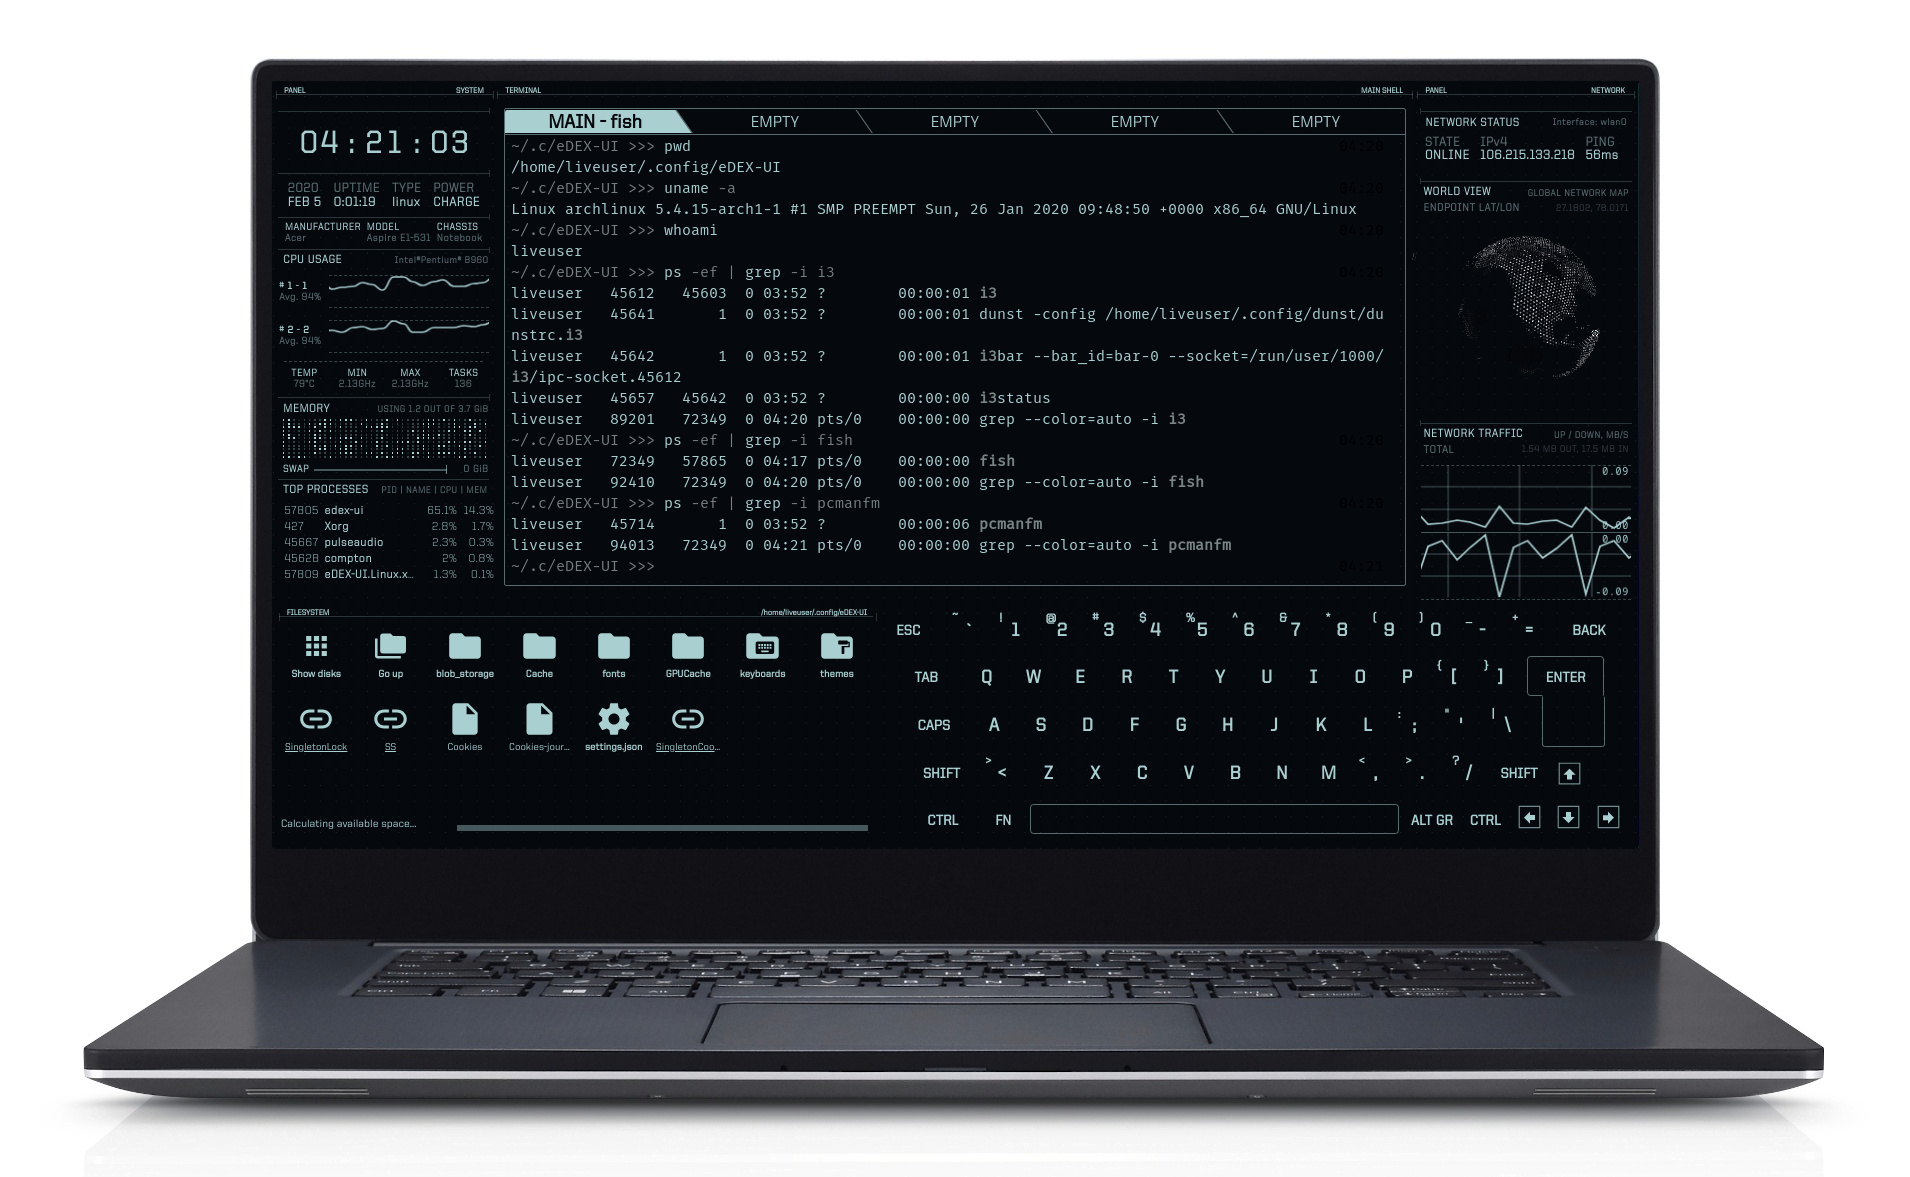 PANEL SYSTEM
04:21:03
2020 UPTIME TYPE POWER
FEB 5 0:01:19 linux CHARGE
MANUFACTURER MODEL CHASSIS
Acer Aspire E1-531 Notebook
CPU USAGE Intel®Pentium® B960
# 1 - 1
Avg. 94%
# 2 - 2
Avg. 94%
TEMP MIN MAX TASKS
79°C 2.13GHz 2.13GHz 136
MEMORY USING 1.2 OUT OF 3.7 GiB
SWAP 0 GiB
TOP PROCESSES PID | NAME | CPU | MEM
57805 edex-ui 65.1% 14.3%
427 Xorg 2.8% 1.7%
45667 pulseaudio 2.3% 0.3%
45628 compton 2% 0.8%
57809 eDEX-UI.Linux.x... 1.3% 0.1%
TERMINAL MAIN SHELL
MAIN - fish EMPTY EMPTY EMPTY EMPTY
~/.c/eDEX-UI >>> pwd 04:20
/home/liveuser/.config/eDEX-UI
~/.c/eDEX-UI >>> uname -a 04:20
Linux archlinux 5.4.15-arch1-1 #1 SMP PREEMPT Sun, 26 Jan 2020 09:48:50 +0000 x86_64 GNU/Linux
~/.c/eDEX-UI >>> whoami 04:20
liveuser
~/.c/eDEX-UI >>> ps -ef | grep -i i3 04:20
liveuser 45612 45603 0 03:52 ? 00:00:01 i3
liveuser 45641 1 0 03:52 ? 00:00:01 dunst -config /home/liveuser/.config/dunst/du
nstrc.i3
liveuser 45642 1 0 03:52 ? 00:00:01 i3bar --bar_id=bar-0 --socket=/run/user/1000/
i3/ipc-socket.45612
liveuser 45657 45642 0 03:52 ? 00:00:00 i3status
liveuser 89201 72349 0 04:20 pts/0 00:00:00 grep --color=auto -i i3
~/.c/eDEX-UI >>> ps -ef | grep -i fish 04:20
liveuser 72349 57865 0 04:17 pts/0 00:00:00 fish
liveuser 92410 72349 0 04:20 pts/0 00:00:00 grep --color=auto -i fish
~/.c/eDEX-UI >>> ps -ef | grep -i pcmanfm 04:20
liveuser 45714 1 0 03:52 ? 00:00:06 pcmanfm
liveuser 94013 72349 0 04:21 pts/0 00:00:00 grep --color=auto -i pcmanfm
~/.c/eDEX-UI >>> 04:21
PANEL NETWORK
NETWORK STATUS Interface: wlan0
STATE IPv4 PING
ONLINE 106.215.133.218 56ms
WORLD VIEW GLOBAL NETWORK MAP
ENDPOINT LAT/LON 27.1902, 78.0171
NETWORK TRAFFIC UP / DOWN, MB/S
TOTAL 1.54 MB OUT, 17.5 MB IN
0.09
0.00
0.00
-0.09
FILESYSTEM /home/liveuser/.config/eDEX-UI
Show disks Go up blob_storage Cache fonts GPUCache keyboards themes
SingletonLock SS Cookies Cookies-jour... settings.json SingletonCoo...
Calculating available space...
ESC ~ ` ! 1 @ 2 # 3 $ 4 % 5 ^ 6 & 7 * 8 ( 9 ) 0 _ - + = BACK
TAB Q W E R T Y U I O P { [ } ] ENTER
CAPS A S D F G H J K L : ; " ' | \
SHIFT > < Z X C V B N M < , > . ? / SHIFT
CTRL FN ALT GR CTRL